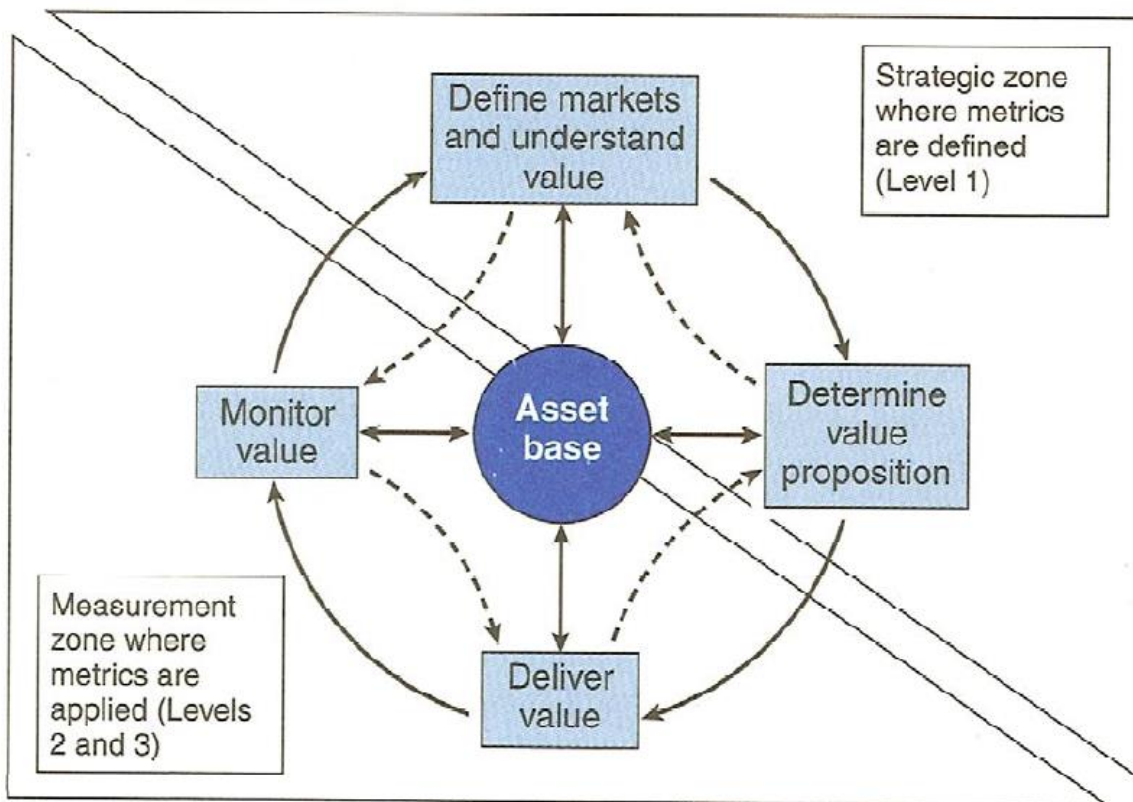 Define markets
and understand
value
Strategic zone
where metrics
are defined
(Level 1)
Monitor
value
Asset
base
Determine
value
proposition
Measurement
zone where
metrics are
applied (Levels
2 and 3)
Deliver
value